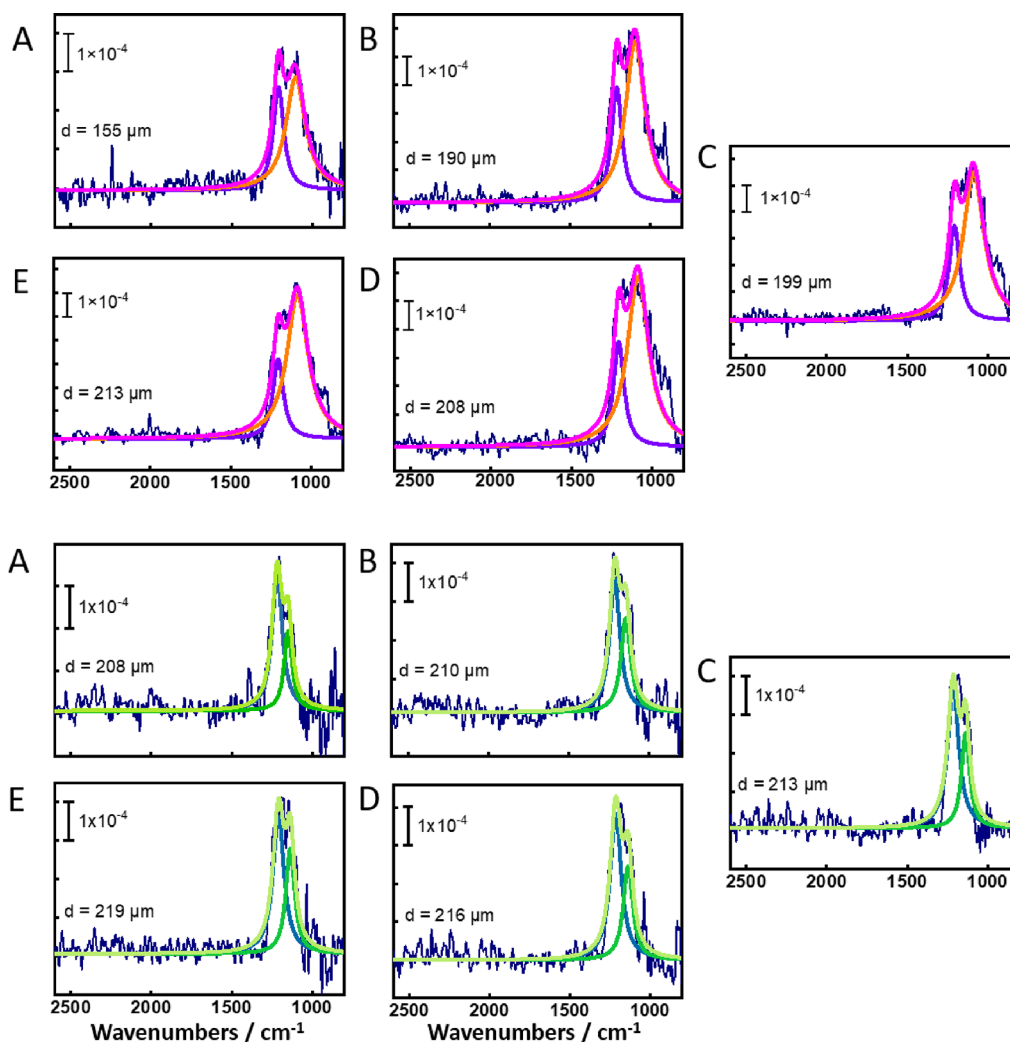 A
1×10⁻⁴
d = 155 µm
B
1×10⁻⁴
d = 190 µm
C
1×10⁻⁴
d = 199 µm
2500 2000 1500 1000
E
1×10⁻⁴
d = 213 µm
2500 2000 1500 1000
D
1×10⁻⁴
d = 208 µm
2500 2000 1500 1000
A
1x10⁻⁴
d = 208 µm
B
1x10⁻⁴
d = 210 µm
C
1x10⁻⁴
d = 213 µm
2500 2000 1500 1000
E
1x10⁻⁴
d = 219 µm
2500 2000 1500 1000
Wavenumbers / cm⁻¹
D
1x10⁻⁴
d = 216 µm
2500 2000 1500 1000
Wavenumbers / cm⁻¹